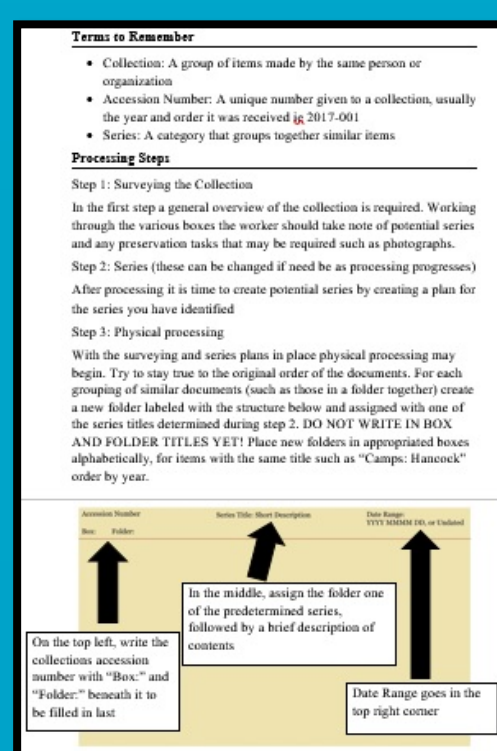 Terms to Remember
• Collection: A group of items made by the same person or
organization
• Accession Number: A unique number given to a collection, usually
the year and order it was received ie 2017-001
• Series: A category that groups together similar items
Processing Steps
Step 1: Surveying the Collection
In the first step a general overview of the collection is required. Working
through the various boxes the worker should take note of potential series
and any preservation tasks that may be required such as photographs.
Step 2: Series (these can be changed if need be as processing progresses)
After processing it is time to create potential series by creating a plan for
the series you have identified
Step 3: Physical processing
With the surveying and series plans in place physical processing may
begin. Try to stay true to the original order of the documents. For each
grouping of similar documents (such as those in a folder together) create
a new folder labeled with the structure below and assigned with one of
the series titles determined during step 2. DO NOT WRITE IN BOX
AND FOLDER TITLES YET! Place new folders in appropriated boxes
alphabetically, for items with the same title such as “Camps: Hancock”
order by year.
Accession Number
Box: Folder:
Series Title: Short Description
Date Range:
YYYY MMMM DD, or Undated
On the top left, write the
collections accession
number with “Box:” and
“Folder:” beneath it to
be filled in last
In the middle, assign the folder one
of the predetermined series,
followed by a brief description of
contents
Date Range goes in the
top right corner